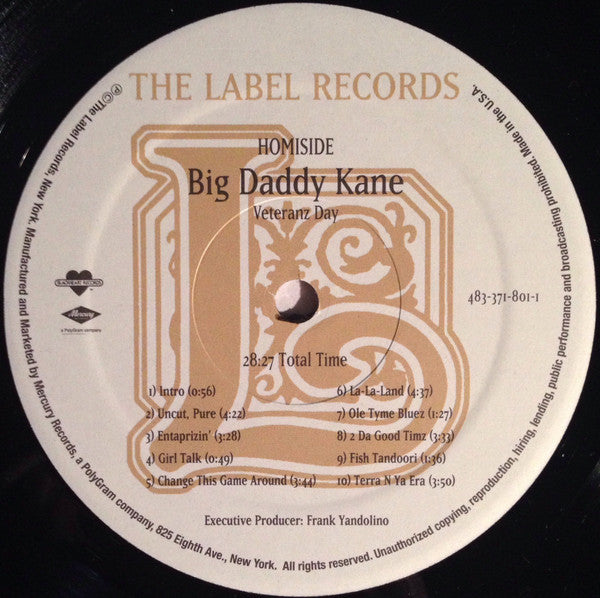 THE LABEL RECORDS
HOMISIDE
Big Daddy Kane
Veteranz Day
BLACKHEART RECORDS
Mercury
a PolyGram company
483-371-801-1
28:27 Total Time
1) Intro (0:56)
2) Uncut, Pure (4:22)
3) Entaprizin' (3:28)
4) Girl Talk (0:49)
5) Change This Game Around (3:44)
6) La-La-Land (4:37)
7) Ole Tyme Bluez (1:27)
8) 2 Da Good Timz (3:33)
9) Fish Tandoori (1:36)
10) Terra N Ya Era (3:50)
Executive Producer: Frank Yandolino
℗©The Label Records, New York. Manufactured and Marketed by Mercury Records, a PolyGram company, 825 Eighth Ave., New York. All rights reserved. Unauthorized copying, reproduction, hiring, lending, public performance and broadcasting prohibited. Made in the U.S.A.